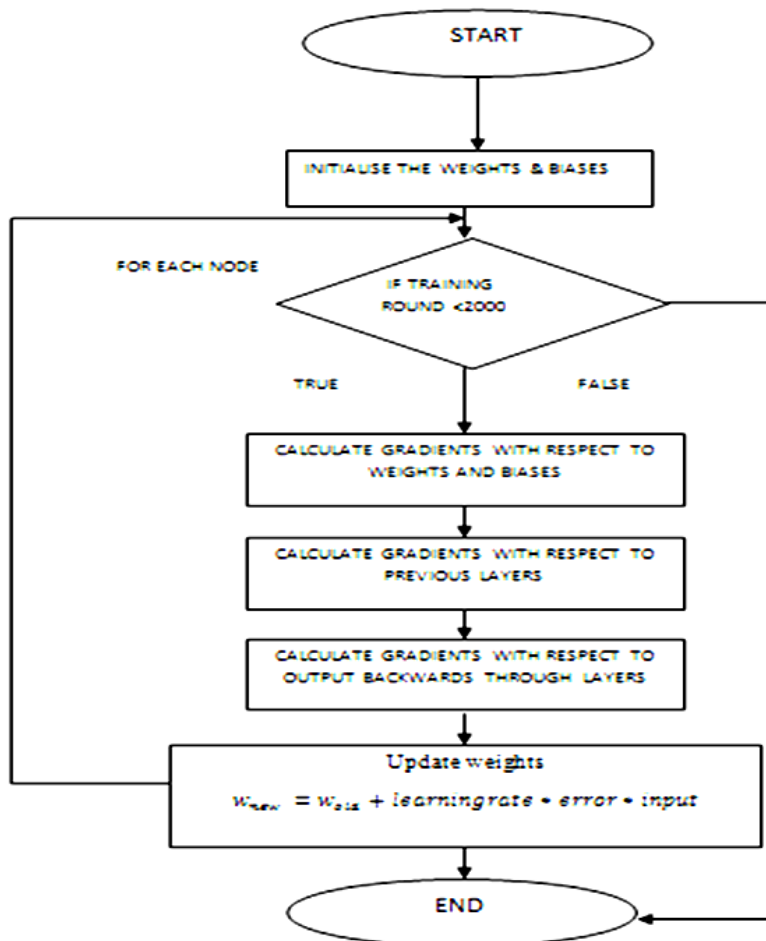 START
INITIALISE THE WEIGHTS & BIASES
FOR EACH NODE
IF TRAINING
ROUND <2000
TRUE
FALSE
CALCULATE GRADIENTS WITH RESPECT TO
WEIGHTS AND BIASES
CALCULATE GRADIENTS WITH RESPECT TO
PREVIOUS LAYERS
CALCULATE GRADIENTS WITH RESPECT TO
OUTPUT BACKWARDS THROUGH LAYERS
Update weights
w_new = w_old + learningrate * error * input
END